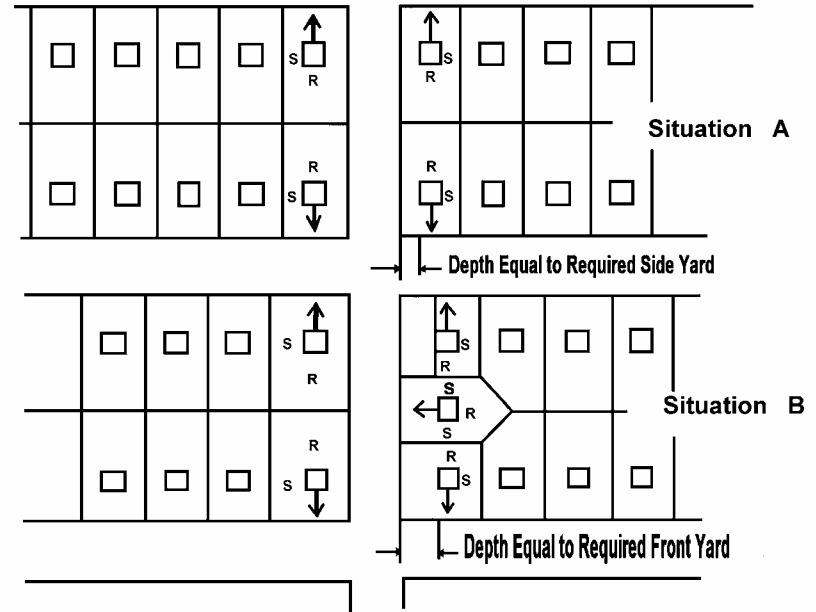 S
R
S
R
Situation A
R
S
R
S
Depth Equal to Required Side Yard
S
R
S
R
S
R
S
Situation B
R
S
R
S
Depth Equal to Required Front Yard